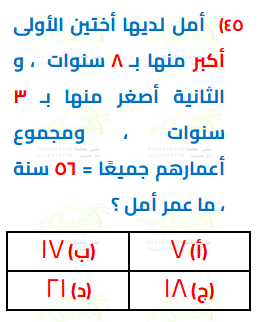 ٤٥) أمل لديها أختين الأولى
أكبر منها بـ ٨ سنوات ، و
الثانية أصغر منها بـ ٣
سنوات ، ومجموع
أعمارهم جميعًا = ٥٦ سنة
، ما عمر أمل ؟
(أ) ٧ (ب) ١٧
(ج) ١٨ (د) ٢١